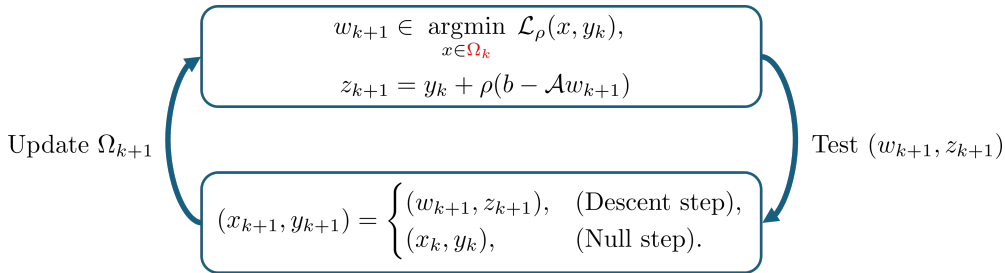 w_{k+1} ∈ argmin_{x∈Ω_k} ℒ_ρ(x, y_k),
z_{k+1} = y_k + ρ(b − 𝒜w_{k+1})
Update Ω_{k+1}
Test (w_{k+1}, z_{k+1})
(x_{k+1}, y_{k+1}) = { (w_{k+1}, z_{k+1}), (Descent step),
(x_k, y_k), (Null step).